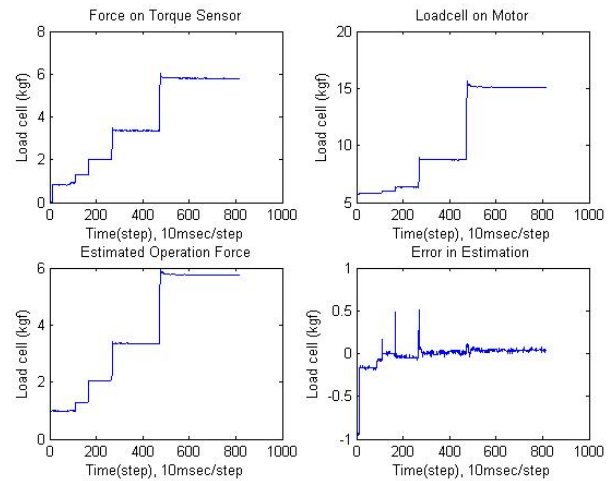 Force on Torque Sensor
Load cell (kgf)
8
6
4
2
0
0 200 400 600 800 1000
Time(step), 10msec/step
Loadcell on Motor
Load cell (kgf)
20
15
10
5
0 200 400 600 800 1000
Time(step), 10msec/step
Estimated Operation Force
Load cell (kgf)
6
4
2
0
0 200 400 600 800 1000
Time(step), 10msec/step
Error in Estimation
Load cell (kgf)
1
0.5
0
-0.5
-1
0 200 400 600 800 1000
Time(step), 10msec/step